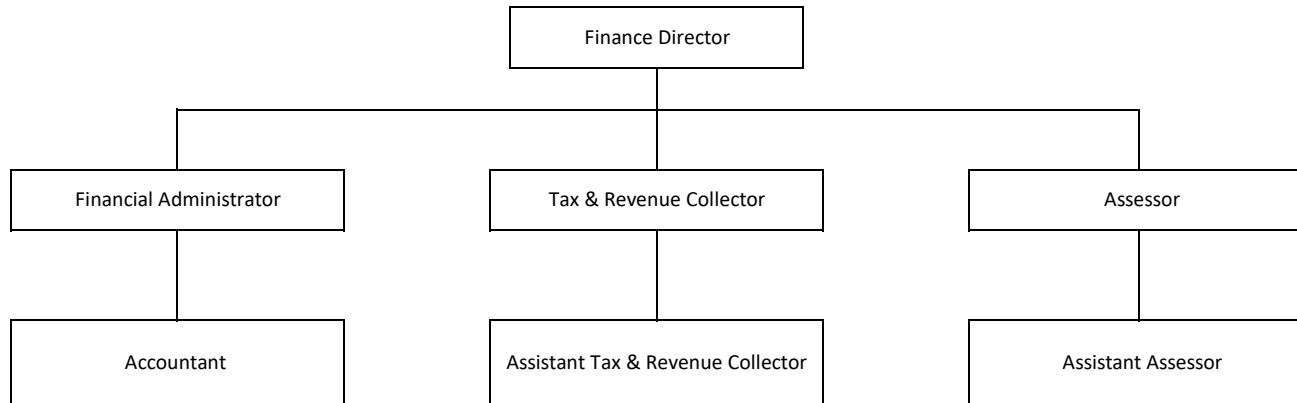 Finance Director
Financial Administrator
Tax & Revenue Collector
Assessor
Accountant
Assistant Tax & Revenue Collector
Assistant Assessor